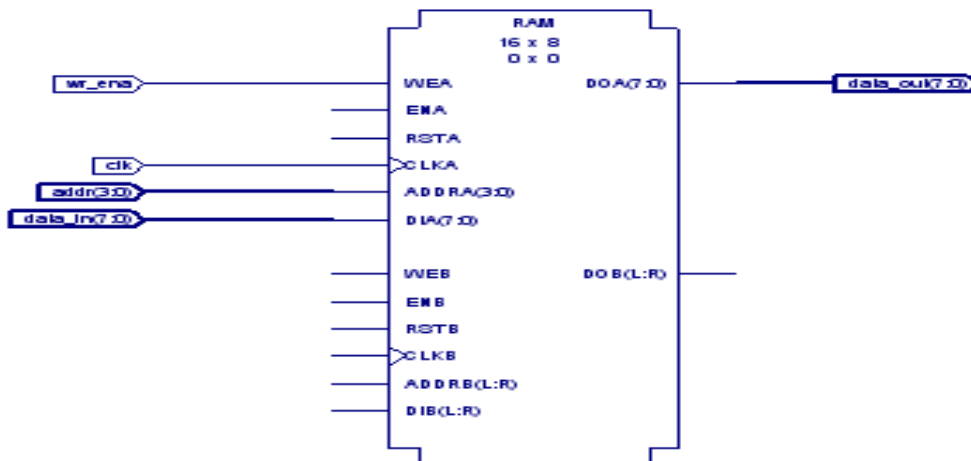 RAM
16 x 8
0 x 0
wr_ena WEA DOA(7:0) data_out(7:0)
ENA
RSTA
clk CLKA
addr(3:0) ADDRA(3:0)
data_in(7:0) DIA(7:0)
WEB DOB(L:R)
ENB
RSTB
CLKB
ADDRB(L:R)
DIB(L:R)